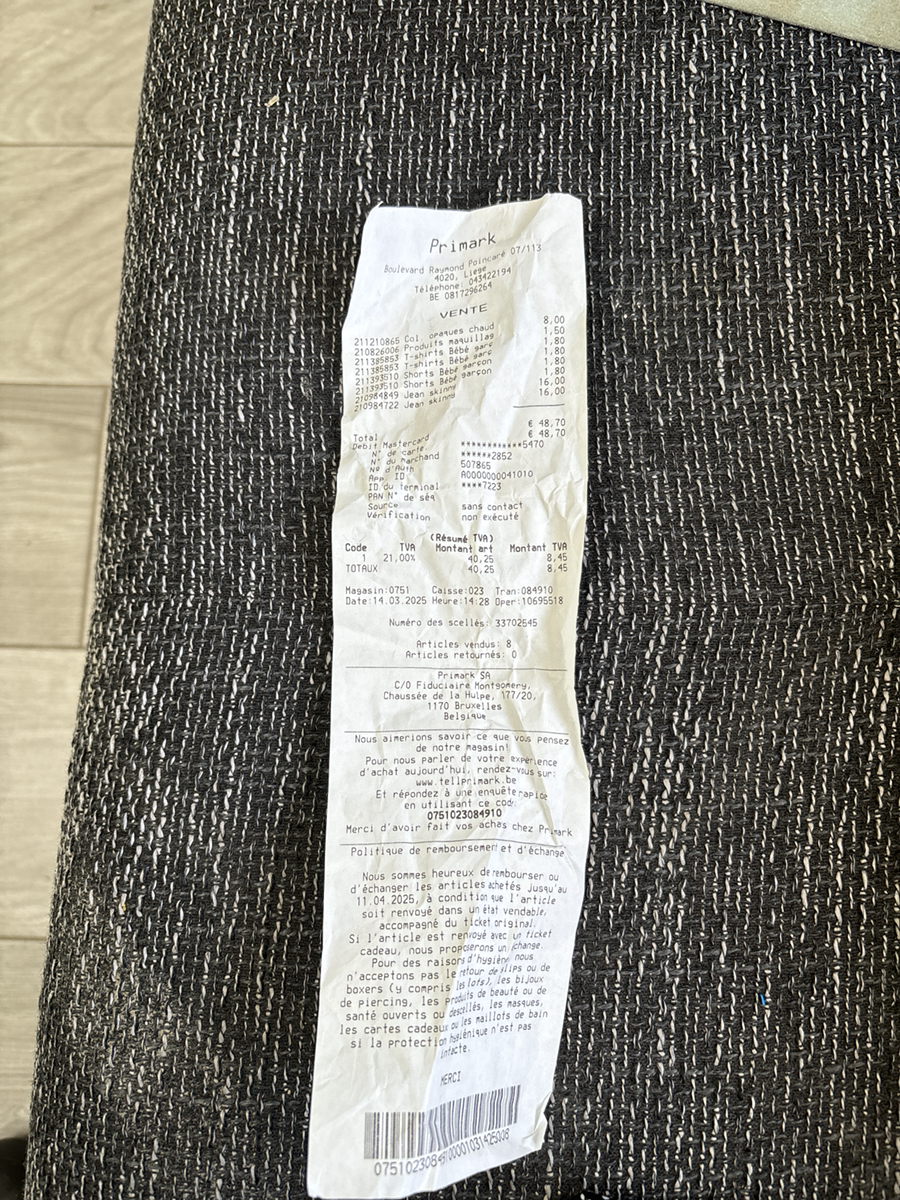 Primark
Boulevard Raymond Poincaré 07/113
4020, Liege
Téléphone: 043422194
BE 0817296264
VENTE
211210865 Col. opaques chaud 8,00
210826006 Produits maquillag 1,50
211385853 T-shirts Bébé garc 1,80
211385853 T-shirts Bébé garc 1,80
211393510 Shorts Bébé garçon 1,80
211393510 Shorts Bébé garçon 1,80
210984849 Jean skinny 16,00
210984722 Jean skinny 16,00
Total € 48,70
Debit Mastercard € 48,70
N° de carte. ************5470
N° du marchand ******2852
N° d'Auth 507865
App. ID A0000000041010
ID du terminal ****7223
PAN N° de séq
Source sans contact
Vérification non exécuté
(Résumé TVA)
Code TVA Montant art Montant TVA
1 21,00% 40,25 8,45
TOTAUX 40,25 8,45
Magasin:0751 Caisse:023 Tran:084910
Date:14.03.2025 Heure:14:28 Oper:10695518
Numéro des scellés: 33702545
Articles vendus: 8
Articles retournés: 0
Primark SA
C/O Fiduciaire Montgomery,
Chaussée de la Hulpe, 177/20,
1170 Bruxelles
Belgique
Nous aimerions savoir ce que vous pensez
de notre magasin!
Pour nous parler de votre expérience
d'achat aujourd'hui, rendez-vous sur:
www.tellprimark.be
Et répondez à une enquête rapide
en utilisant ce code
0751023084910
Merci d'avoir fait vos achas chez Primark
Politique de remboursement et d'échange
Nous sommes heureux de rembourser ou
d'échanger les articles achetés jusqu'au
11.04.2025, à condition que l'article
soit renvoyé dans un état vendable,
accompagné du ticket original.
Si l'article est renvoyé avec un ticket
cadeau, nous proposerons un échange.
Pour des raisons d'hygiène nous
n'acceptons pas le retour de slips ou de
boxers (y compris les lots), les bijoux
de piercing, les produits de beauté ou de
santé ouverts ou descellés, les masques,
les cartes cadeaux ou les maillots de bain
si la protection hygiénique n'est pas
intacte.
MERCI